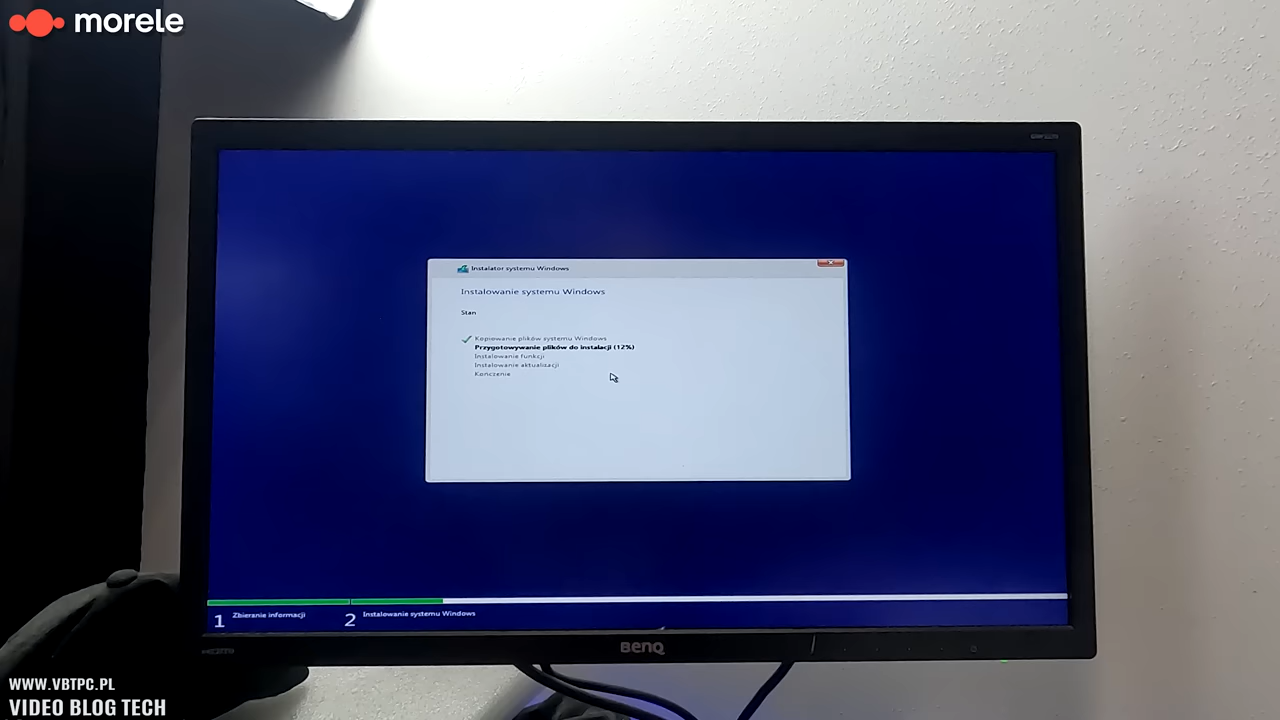 morele
Instalator systemu Windows
Instalowanie systemu Windows
Stan
Kopiowanie plików systemu Windows
Przygotowywanie plików do instalacji (12%)
Instalowanie funkcji
Instalowanie aktualizacji
Kończenie
1 Zbieranie informacji
2 Instalowanie systemu Windows
BenQ
WWW.VBTPC.PL
VIDEO BLOG TECH